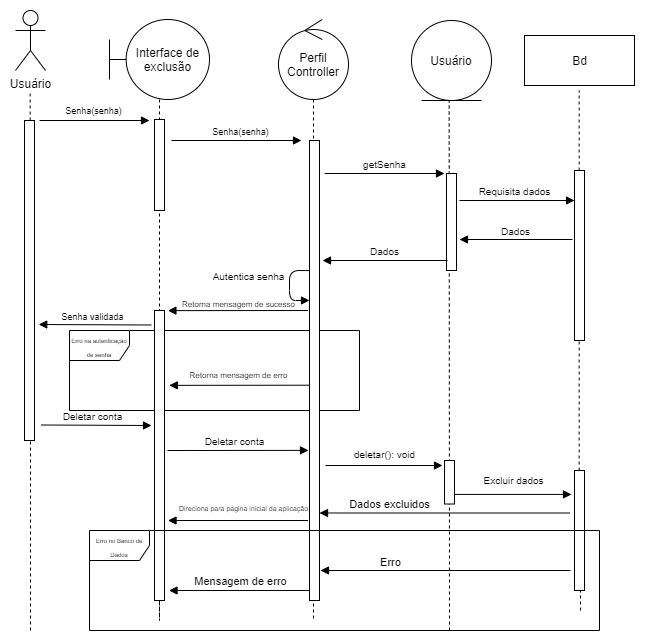 Usuário
Interface de
exclusão
Perfil
Controller
Usuário
Bd
Senha(senha)
Senha(senha)
getSenha
Requisita dados
Dados
Dados
Autentica senha
Retorna mensagem de sucesso
Senha validada
Erro na autenticação
de senha
Retorna mensagem de erro
Deletar conta
Deletar conta
deletar(): void
Excluir dados
Dados excluidos
Direciona para pagina inicial da aplicação
Erro no Banco de
Dados
Erro
Mensagem de erro